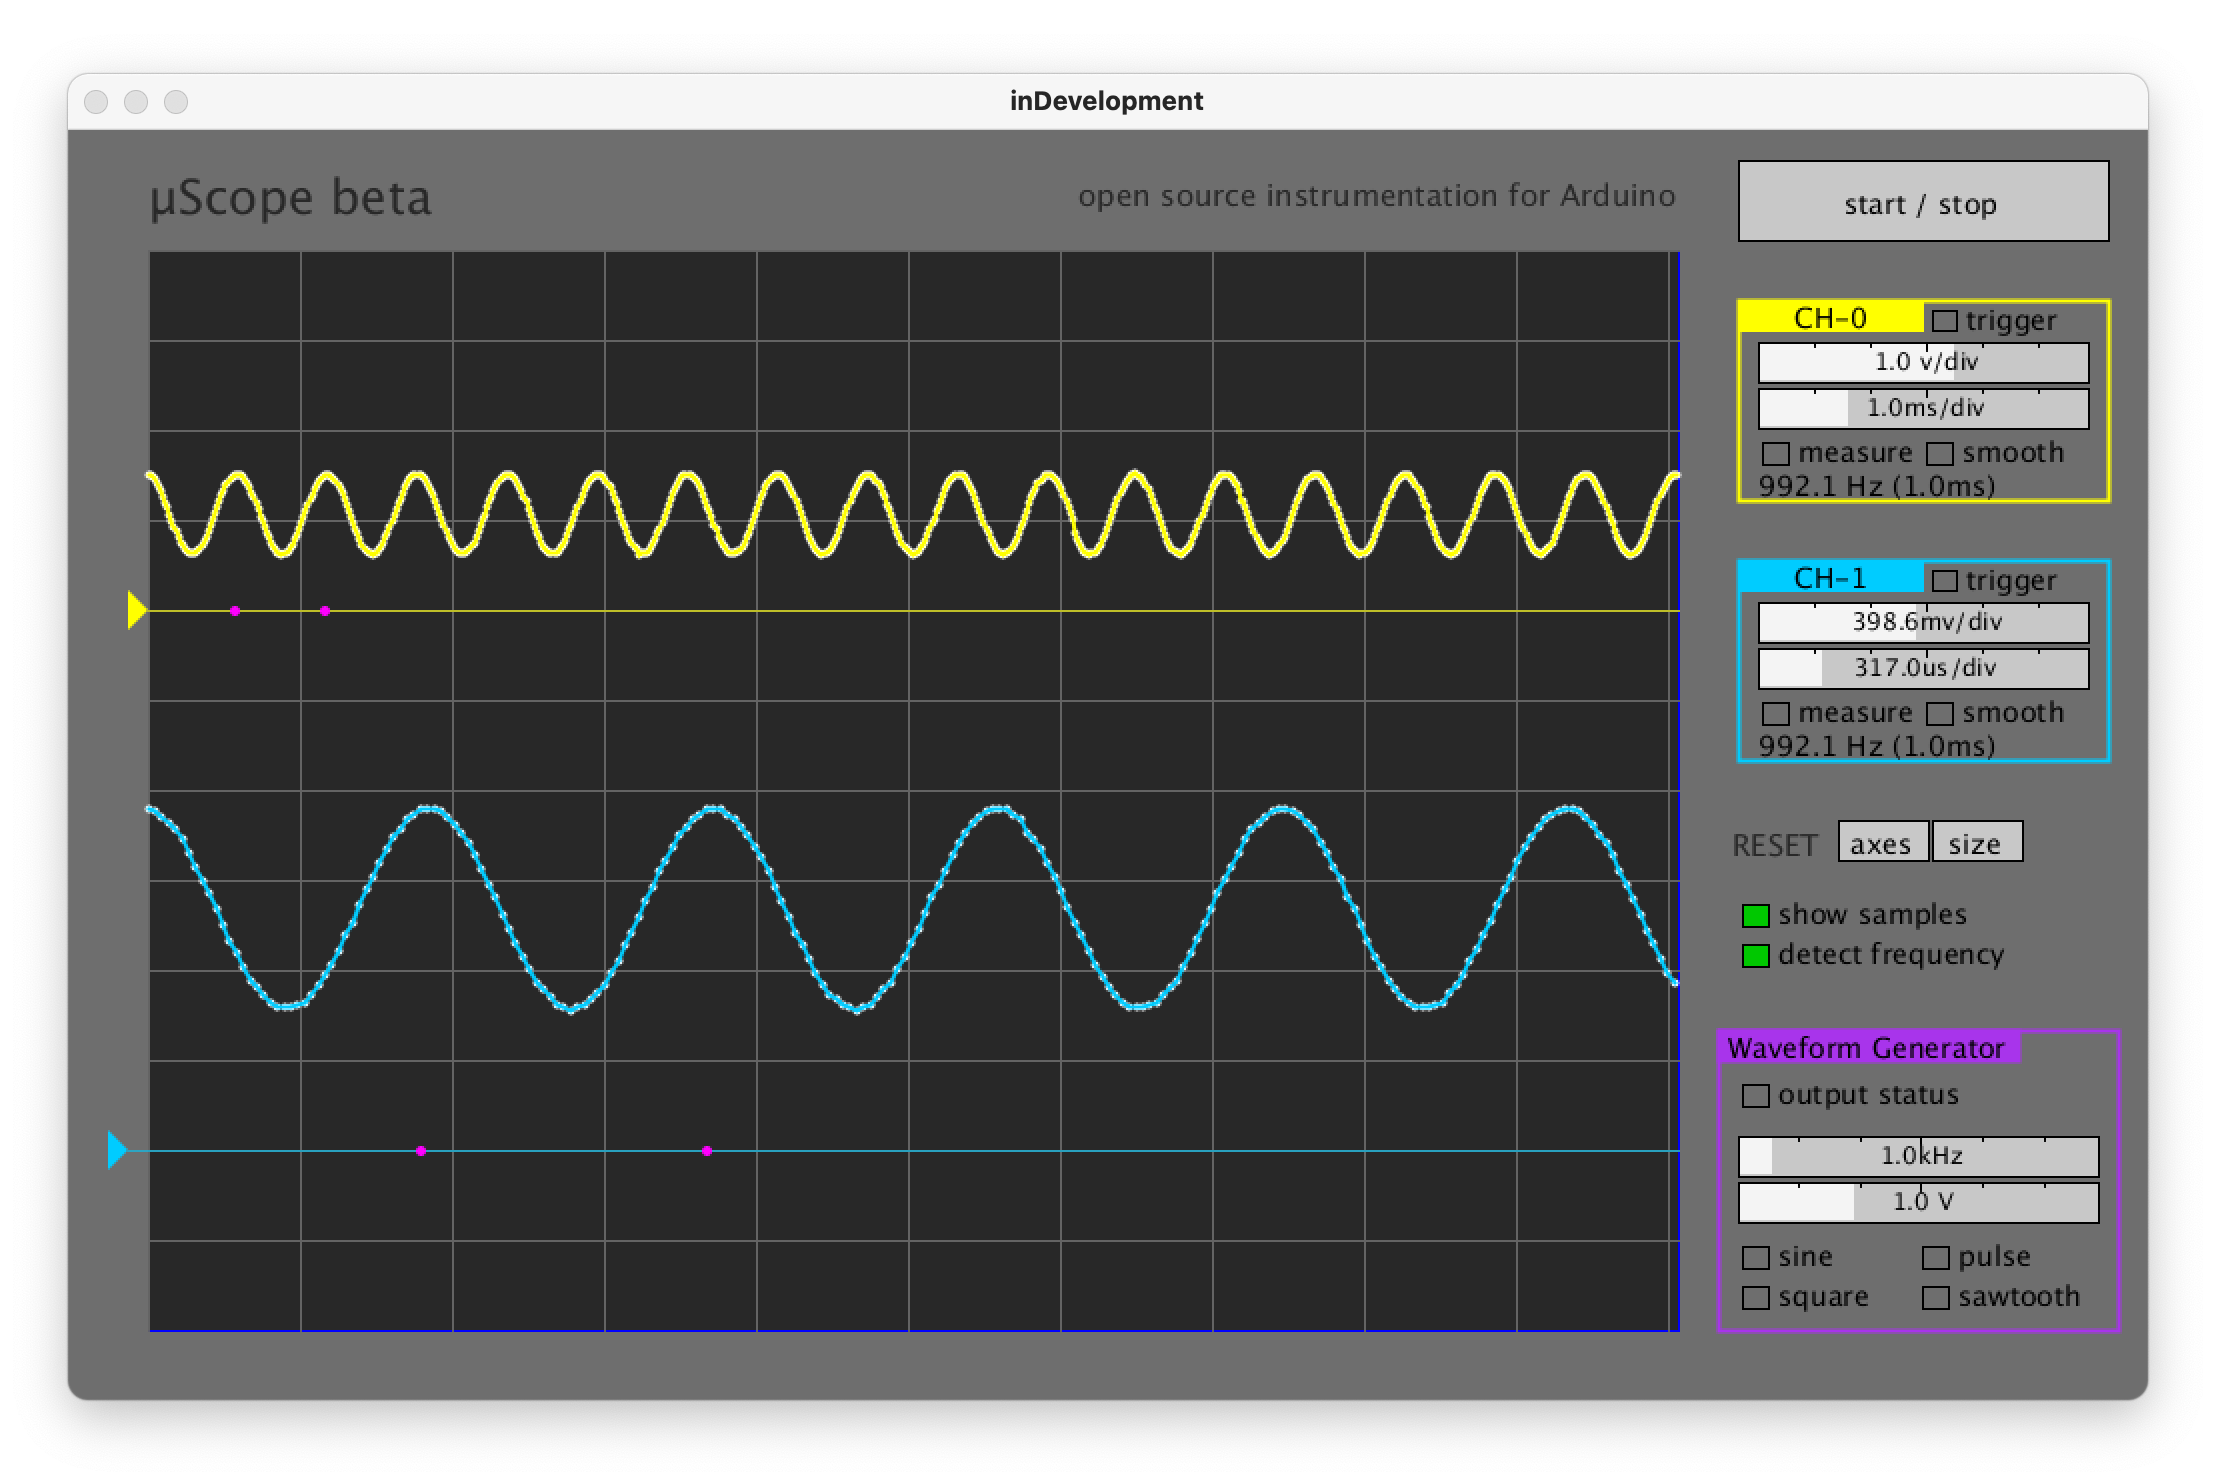 inDevelopment
µScope beta
open source instrumentation for Arduino
start / stop
CH-0
trigger
1.0 v/div
1.0ms/div
measure
smooth
992.1 Hz (1.0ms)
CH-1
trigger
398.6mv/div
317.0us/div
measure
smooth
992.1 Hz (1.0ms)
RESET
axes
size
show samples
detect frequency
Waveform Generator
output status
1.0kHz
1.0 V
sine
pulse
square
sawtooth